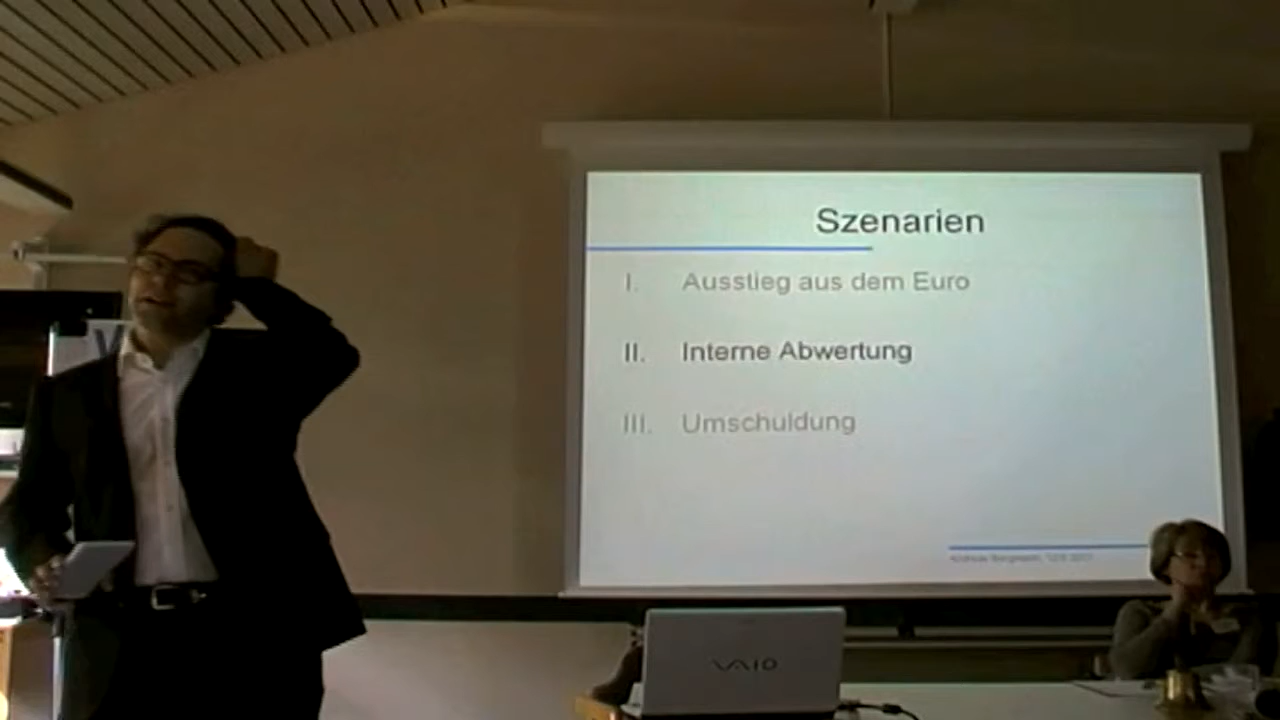 Szenarien
I. Ausstieg aus dem Euro
II. Interne Abwertung
III. Umschuldung
VAIO